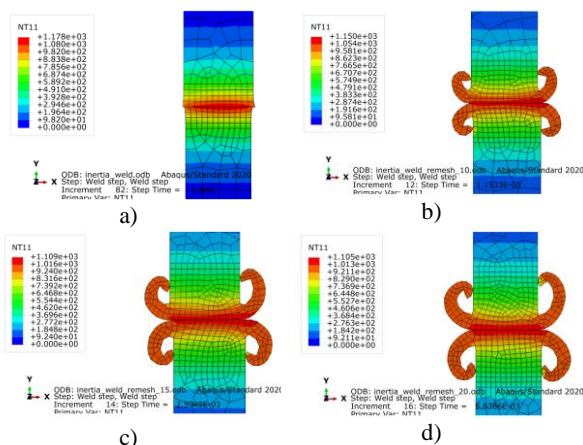 NT11
+1.178e+03
+1.080e+03
+9.820e+02
+8.838e+02
+7.856e+02
+6.874e+02
+5.892e+02
+4.910e+02
+3.928e+02
+2.946e+02
+1.964e+02
+9.820e+01
+0.000e+00
Y
Z X
ODB: inertia_weld.odb Abaqus/Standard 2020
Step: Weld step, Weld step
Increment 82: Step Time =
Primary Var: NT11
a)
NT11
+1.150e+03
+1.054e+03
+9.581e+02
+8.623e+02
+7.665e+02
+6.707e+02
+5.749e+02
+4.791e+02
+3.833e+02
+2.874e+02
+1.916e+02
+9.581e+01
+0.000e+00
Y
Z X
ODB: inertia_weld_remesh_10.odb Abaqus/Standard 2020
Step: Weld step, Weld step
Increment 12: Step Time =
Primary Var: NT11
b)
NT11
+1.109e+03
+1.016e+03
+9.240e+02
+8.316e+02
+7.392e+02
+6.468e+02
+5.544e+02
+4.620e+02
+3.696e+02
+2.772e+02
+1.848e+02
+9.240e+01
+0.000e+00
Y
Z X
ODB: inertia_weld_remesh_15.odb Abaqus/Standard 2020
Step: Weld step, Weld step
Increment 14: Step Time =
Primary Var: NT11
c)
NT11
+1.105e+03
+1.013e+03
+9.211e+02
+8.290e+02
+7.369e+02
+6.448e+02
+5.527e+02
+4.606e+02
+3.684e+02
+2.763e+02
+1.842e+02
+9.211e+01
+0.000e+00
Y
Z X
ODB: inertia_weld_remesh_20.odb Abaqus/Standard 2020
Step: Weld step, Weld step
Increment 16: Step Time =
Primary Var: NT11
d)